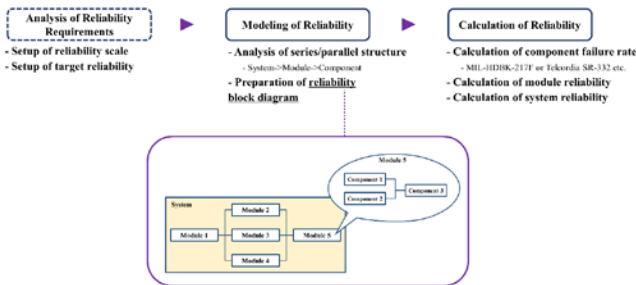 Analysis of Reliability
Requirements
- Setup of reliability scale
- Setup of target reliability
Modeling of Reliability
- Analysis of series/parallel structure
- System->Module->Component
- Preparation of reliability
block diagram
Calculation of Reliability
- Calculation of component failure rate
- MIL-HDBK-217F or Telcordia SR-332 etc.
- Calculation of module reliability
- Calculation of system reliability
Module 5
Component 1
Component 2
Component 3
System
Module 1
Module 2
Module 3
Module 4
Module 5